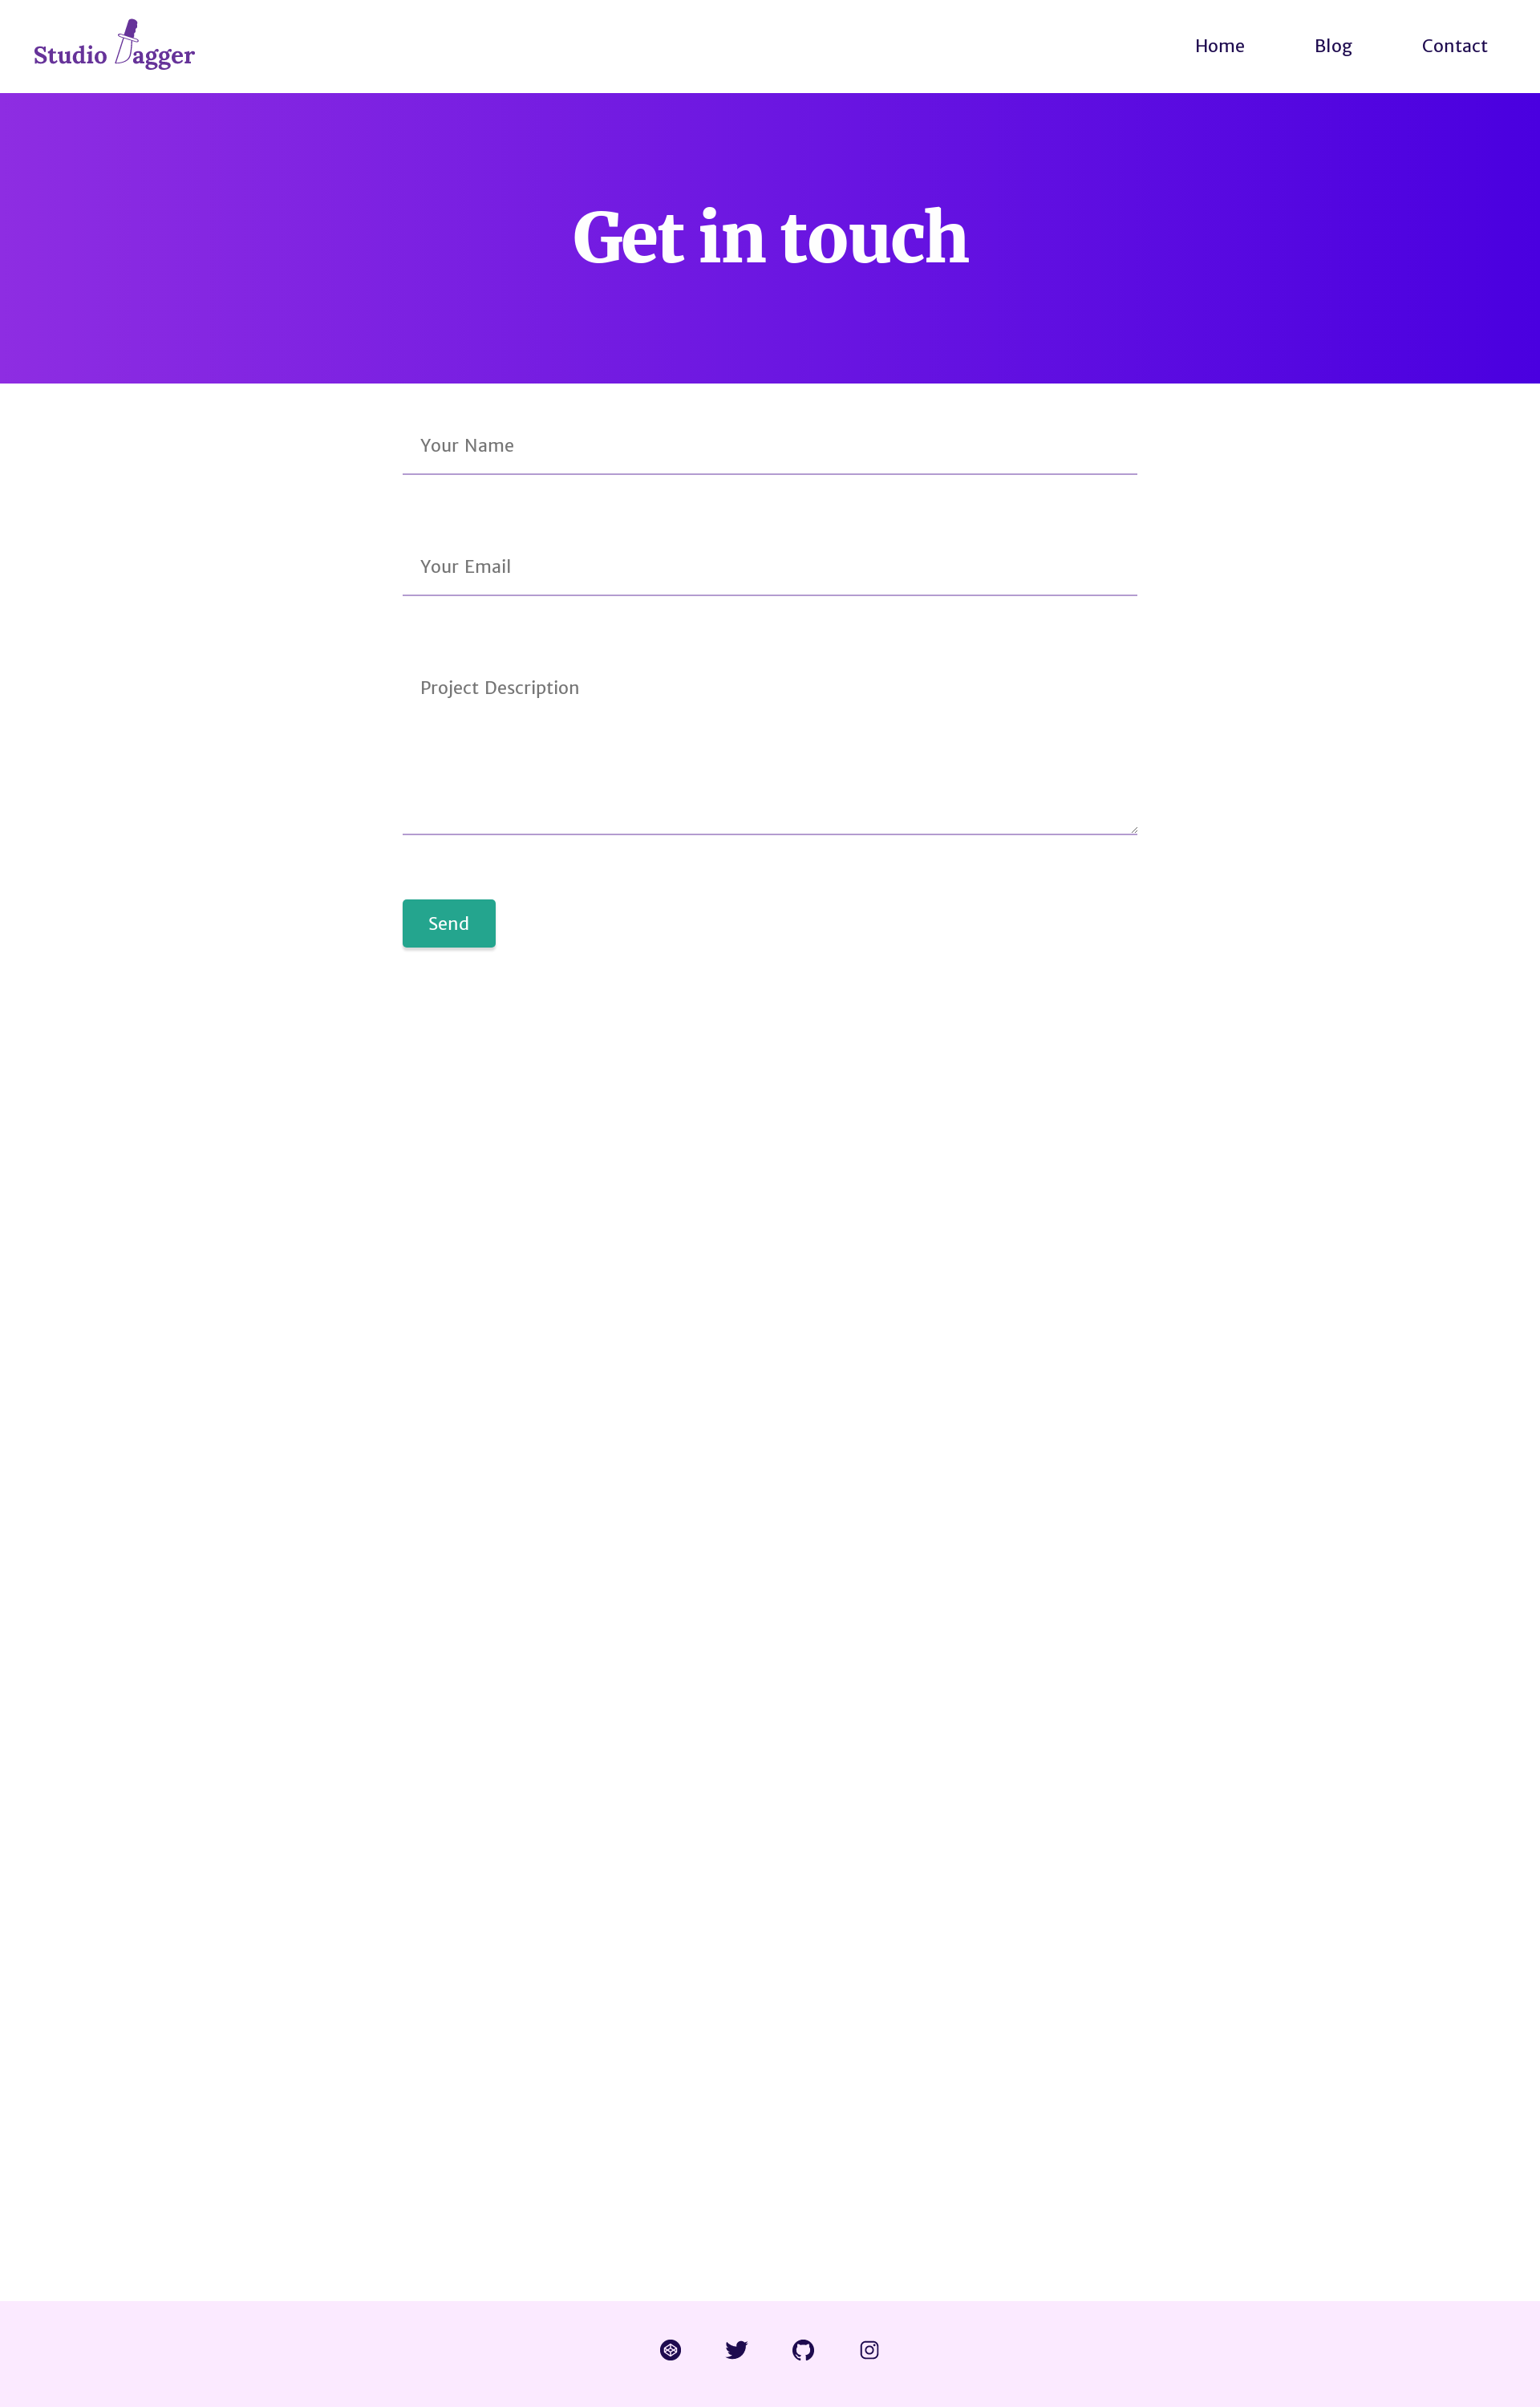 Studio Dagger
Home Blog Contact
Get in touch
Your Name
Your Email
Project Description
Send